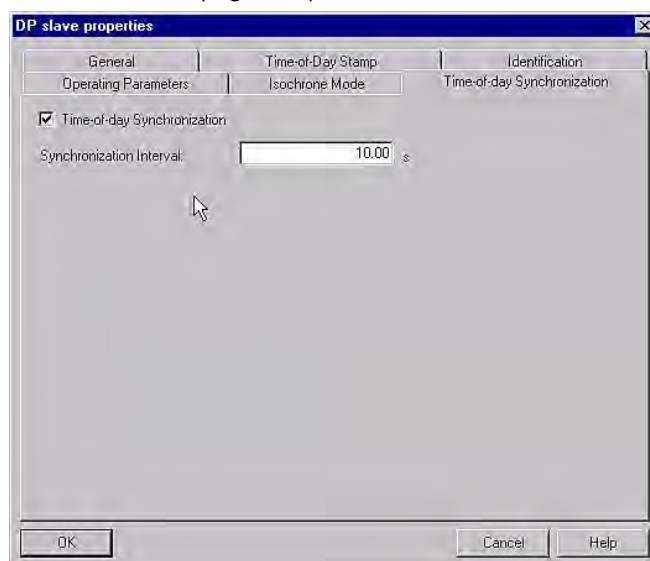 DP slave properties
General Time-of-Day Stamp Identification
Operating Parameters Isochrone Mode Time-of-day Synchronization
Time-of-day Synchronization
Synchronization Interval: 10.00 s
OK Cancel Help